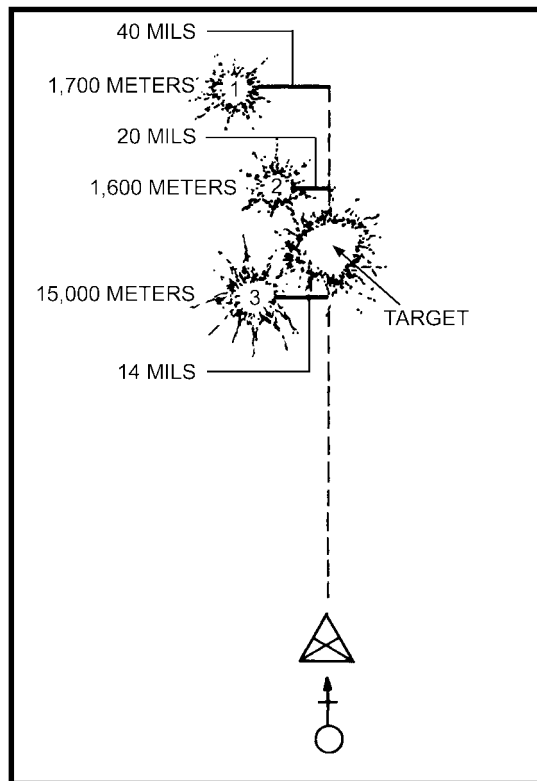 40 MILS
1,700 METERS
1
20 MILS
1,600 METERS
2
15,000 METERS
3
TARGET
14 MILS